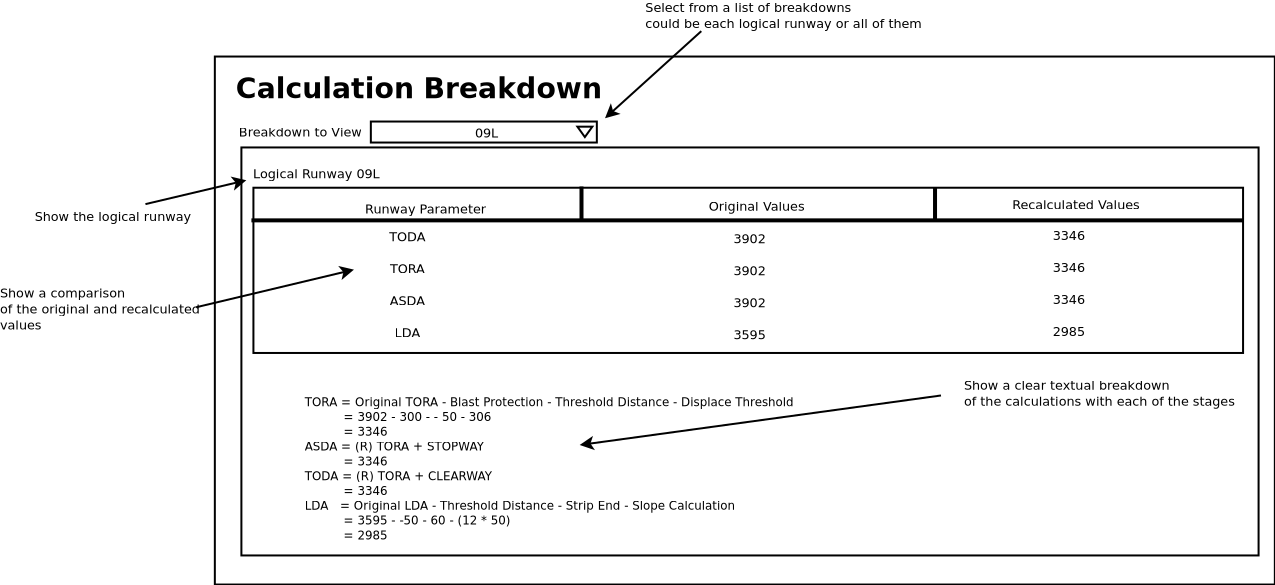 Select from a list of breakdowns
could be each logical runway or all of them
Calculation Breakdown
Breakdown to View 09L
Logical Runway 09L
Show the logical runway
Runway Parameter Original Values Recalculated Values
TODA 3902 3346
TORA 3902 3346
ASDA 3902 3346
LDA 3595 2985
Show a comparison
of the original and recalculated
values
Show a clear textual breakdown
of the calculations with each of the stages
TORA = Original TORA - Blast Protection - Threshold Distance - Displace Threshold
= 3902 - 300 - - 50 - 306
= 3346
ASDA = (R) TORA + STOPWAY
= 3346
TODA = (R) TORA + CLEARWAY
= 3346
LDA = Original LDA - Threshold Distance - Strip End - Slope Calculation
= 3595 - -50 - 60 - (12 * 50)
= 2985